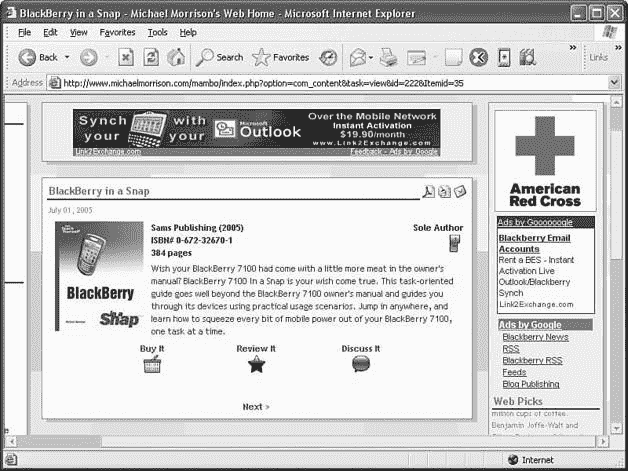 BlackBerry in a Snap - Michael Morrison's Web Home - Microsoft Internet Explorer
File Edit View Favorites Tools Help
Back Search Favorites Links
Address http://www.michaelmorrison.com/mambo/index.php?option=com_content&task=view&id=222&Itemid=35
Synch with
your your
Microsoft
Outlook
Over the Mobile Network
Instant Activation
$19.90/month
www.Link2Exchange.com
Link2Exchange.com
Feedback - Ads by Google
BlackBerry in a Snap
July 01, 2005
BlackBerry
Snap
Sams Publishing (2005)
Sole Author
ISBN# 0-672-32670-1
384 pages
Wish your BlackBerry 7100 had come with a little more meat in the owner's
manual? BlackBerry 7100 In a Snap is your wish come true. This task-oriented
guide goes well beyond the BlackBerry 7100 owner's manual and guides you
through its devices using practical usage scenarios. Jump in anywhere, and
learn how to squeeze every bit of mobile power out of your BlackBerry 7100,
one task at a time.
Buy It Review It Discuss It
Next >
American
Red Cross
Ads by Goooooogle
BlackBerry Email
Accounts
Rent a BES - Instant
Activation Live
Outlook/Blackberry
Synch
Link2Exchange.com
Ads by Google
Blackberry News
RSS
Blackberry RSS
Feeds
Blog Publishing
Web Picks
million cups of coffee.
Benjamin Joffe-Walt and
Internet